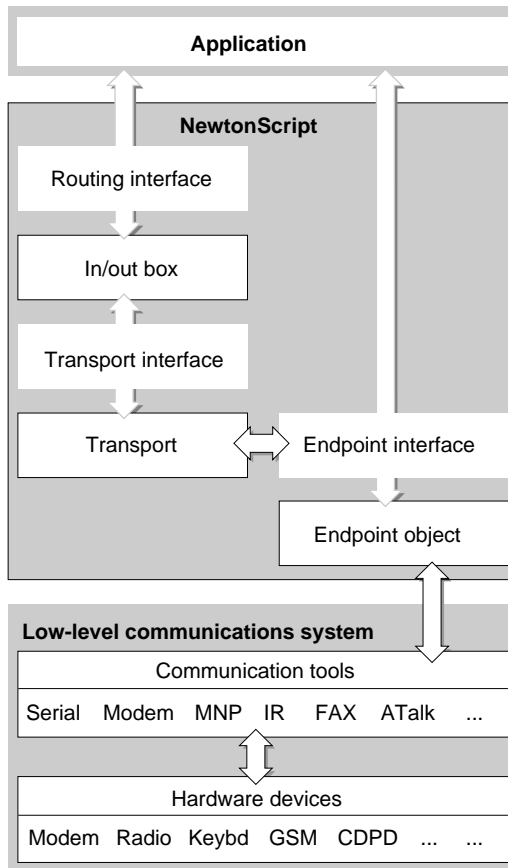 Application
NewtonScript
Routing interface
In/out box
Transport interface
Transport
Endpoint interface
Endpoint object
Low-level communications system
Communication tools
Serial Modem MNP IR FAX ATalk ...
Hardware devices
Modem Radio Keybd GSM CDPD ... ...